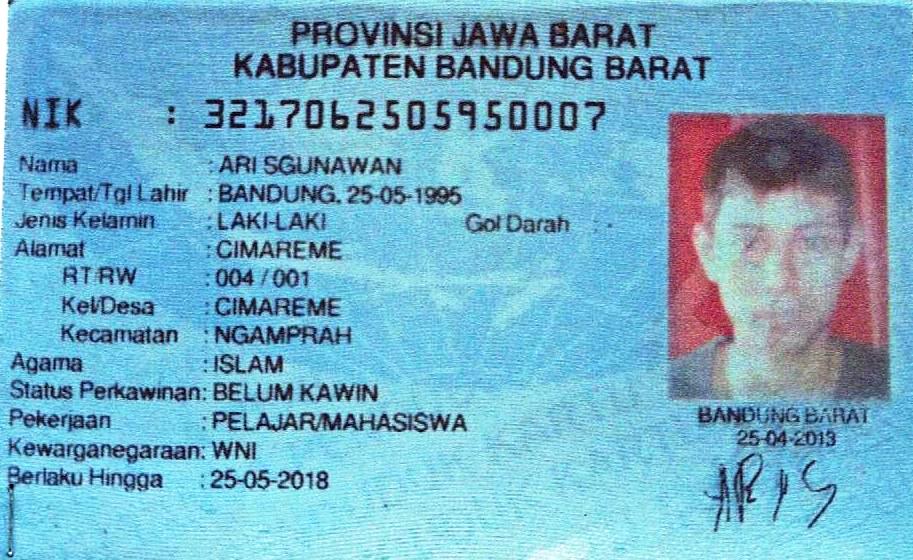 PROVINSI JAWA BARAT
KABUPATEN BANDUNG BARAT
NIK : 3217062505950007
Nama : ARI SGUNAWAN
Tempat/Tgl Lahir : BANDUNG, 25-05-1995
Jenis Kelamin : LAKI-LAKI Gol Darah : -
Alamat : CIMAREME
RT/RW : 004 / 001
Kel/Desa : CIMAREME
Kecamatan : NGAMPRAH
Agama : ISLAM
Status Perkawinan: BELUM KAWIN
Pekerjaan : PELAJAR/MAHASISWA
Kewarganegaraan: WNI
Berlaku Hingga : 25-05-2018
BANDUNG BARAT
25-04-2013